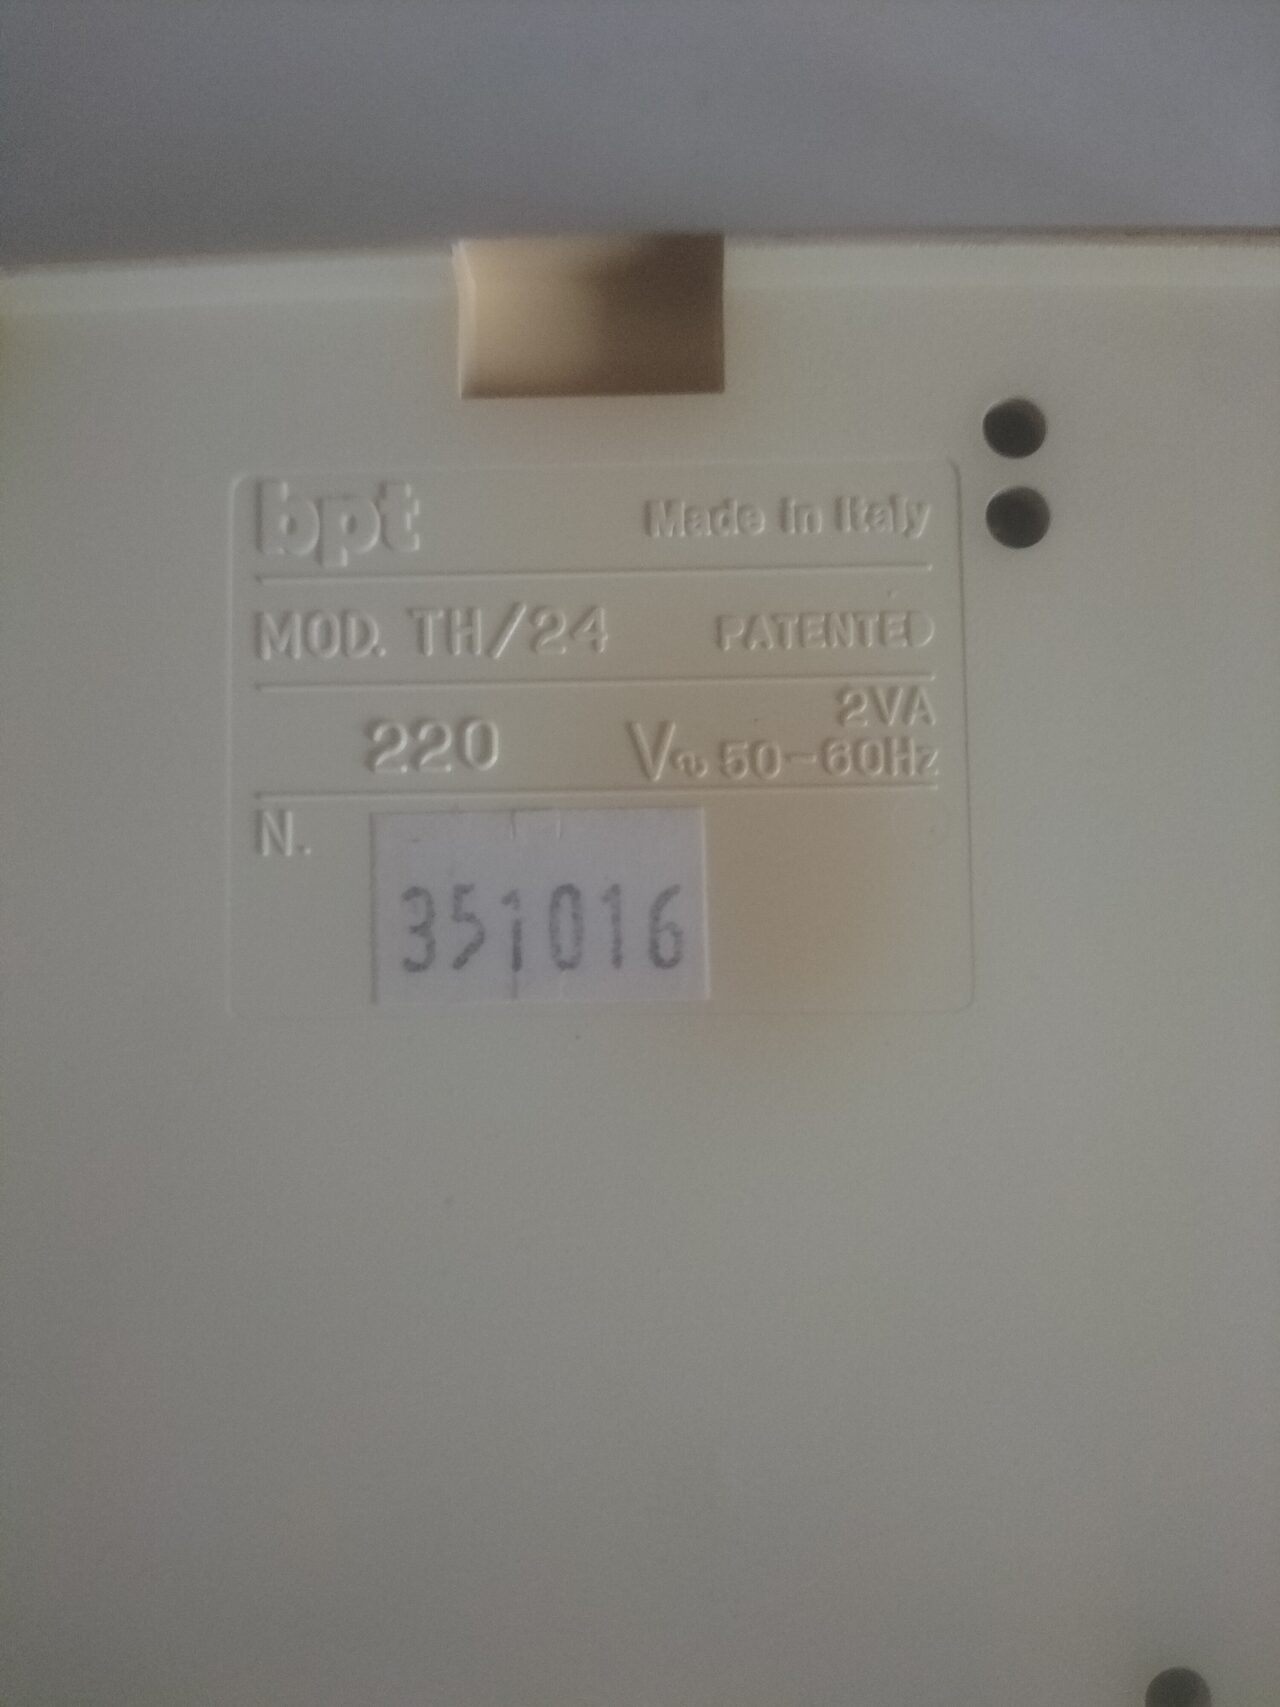 bpt Made in Italy
MOD. TH/24 PATENTED
2VA
220 V~ 50-60Hz
N.
351016